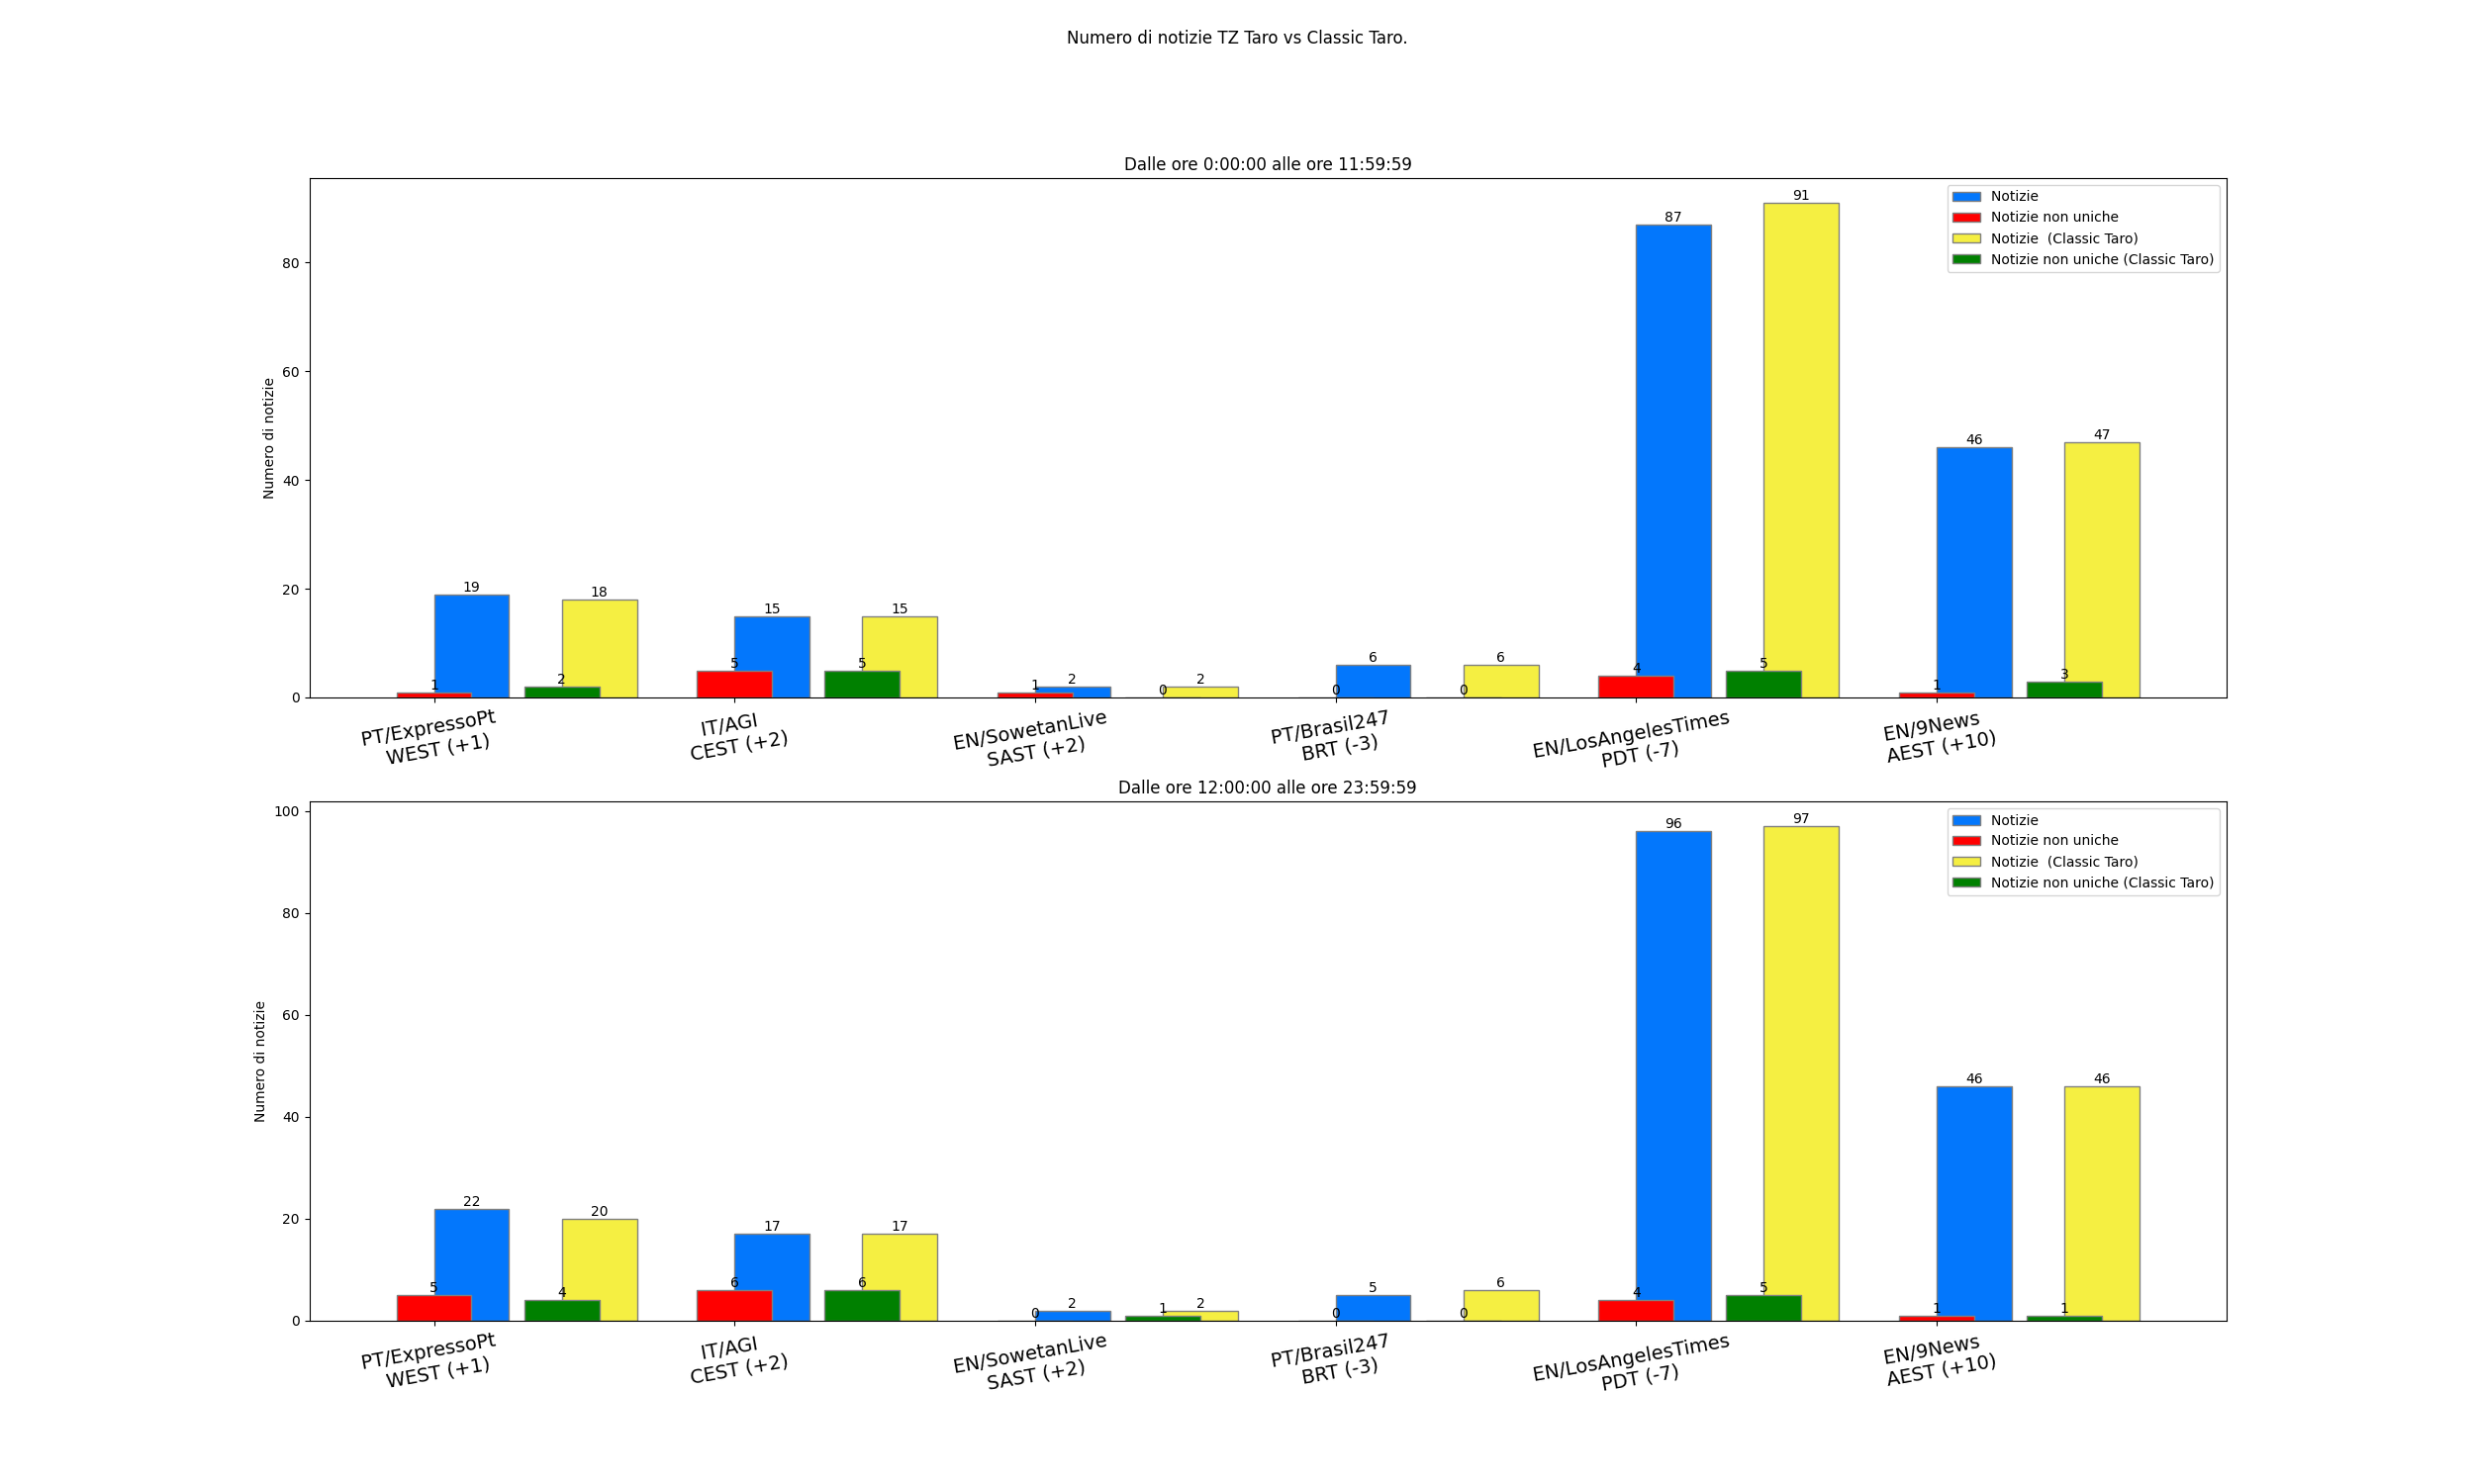 Numero di notizie TZ Taro vs Classic Taro.
Dalle ore 0:00:00 alle ore 11:59:59
Numero di notizie
80
60
40
20
0
Notizie
Notizie non uniche
Notizie  (Classic Taro)
Notizie non uniche (Classic Taro)
19
1
18
2
15
5
15
5
2
1
2
0
6
0
6
0
87
4
91
5
46
1
47
3
PT/ExpressoPt
WEST (+1)
IT/AGI
CEST (+2)
EN/SowetanLive
SAST (+2)
PT/Brasil247
BRT (-3)
EN/LosAngelesTimes
PDT (-7)
EN/9News
AEST (+10)
Dalle ore 12:00:00 alle ore 23:59:59
Numero di notizie
100
80
60
40
20
0
Notizie
Notizie non uniche
Notizie  (Classic Taro)
Notizie non uniche (Classic Taro)
22
5
20
4
17
6
17
6
2
0
2
1
5
0
6
0
96
4
97
5
46
1
46
1
PT/ExpressoPt
WEST (+1)
IT/AGI
CEST (+2)
EN/SowetanLive
SAST (+2)
PT/Brasil247
BRT (-3)
EN/LosAngelesTimes
PDT (-7)
EN/9News
AEST (+10)